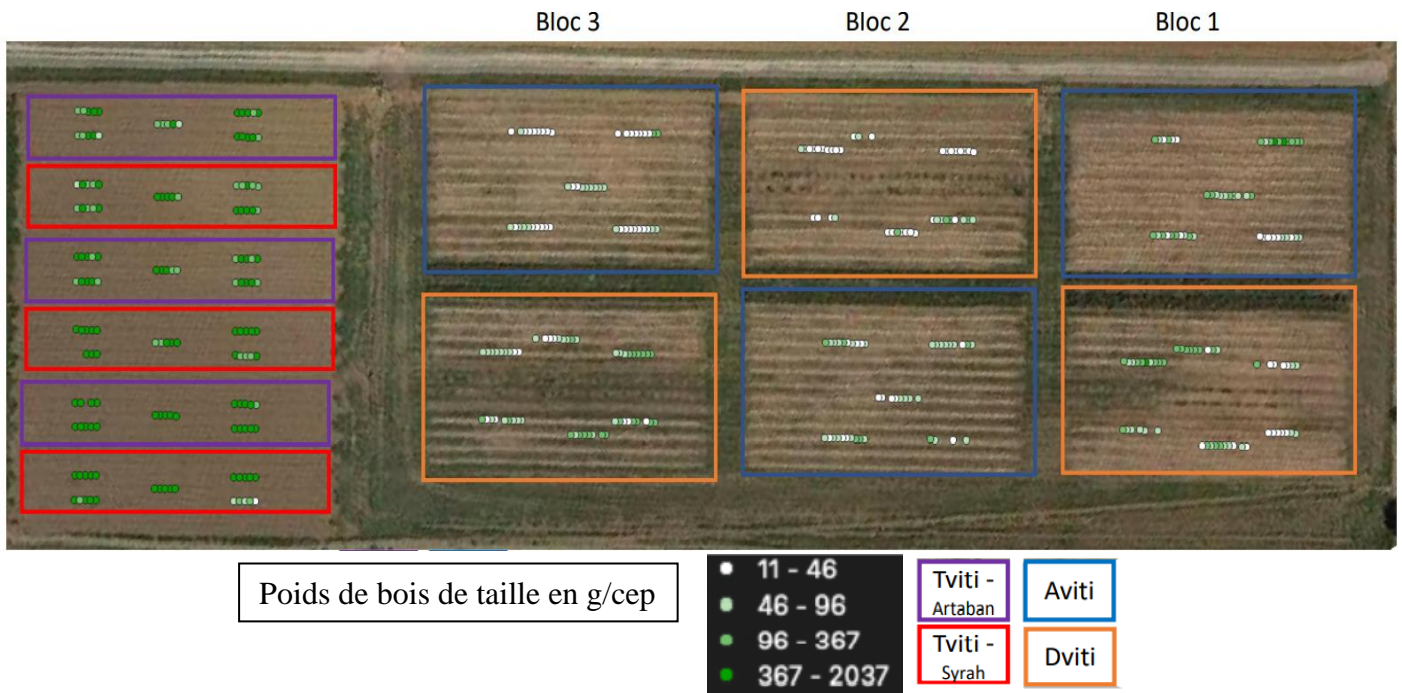 Bloc 3
Bloc 2
Bloc 1
Poids de bois de taille en g/cep
11 - 46
46 - 96
96 - 367
367 - 2037
Tviti -
Artaban
Aviti
Tviti -
Syrah
Dviti